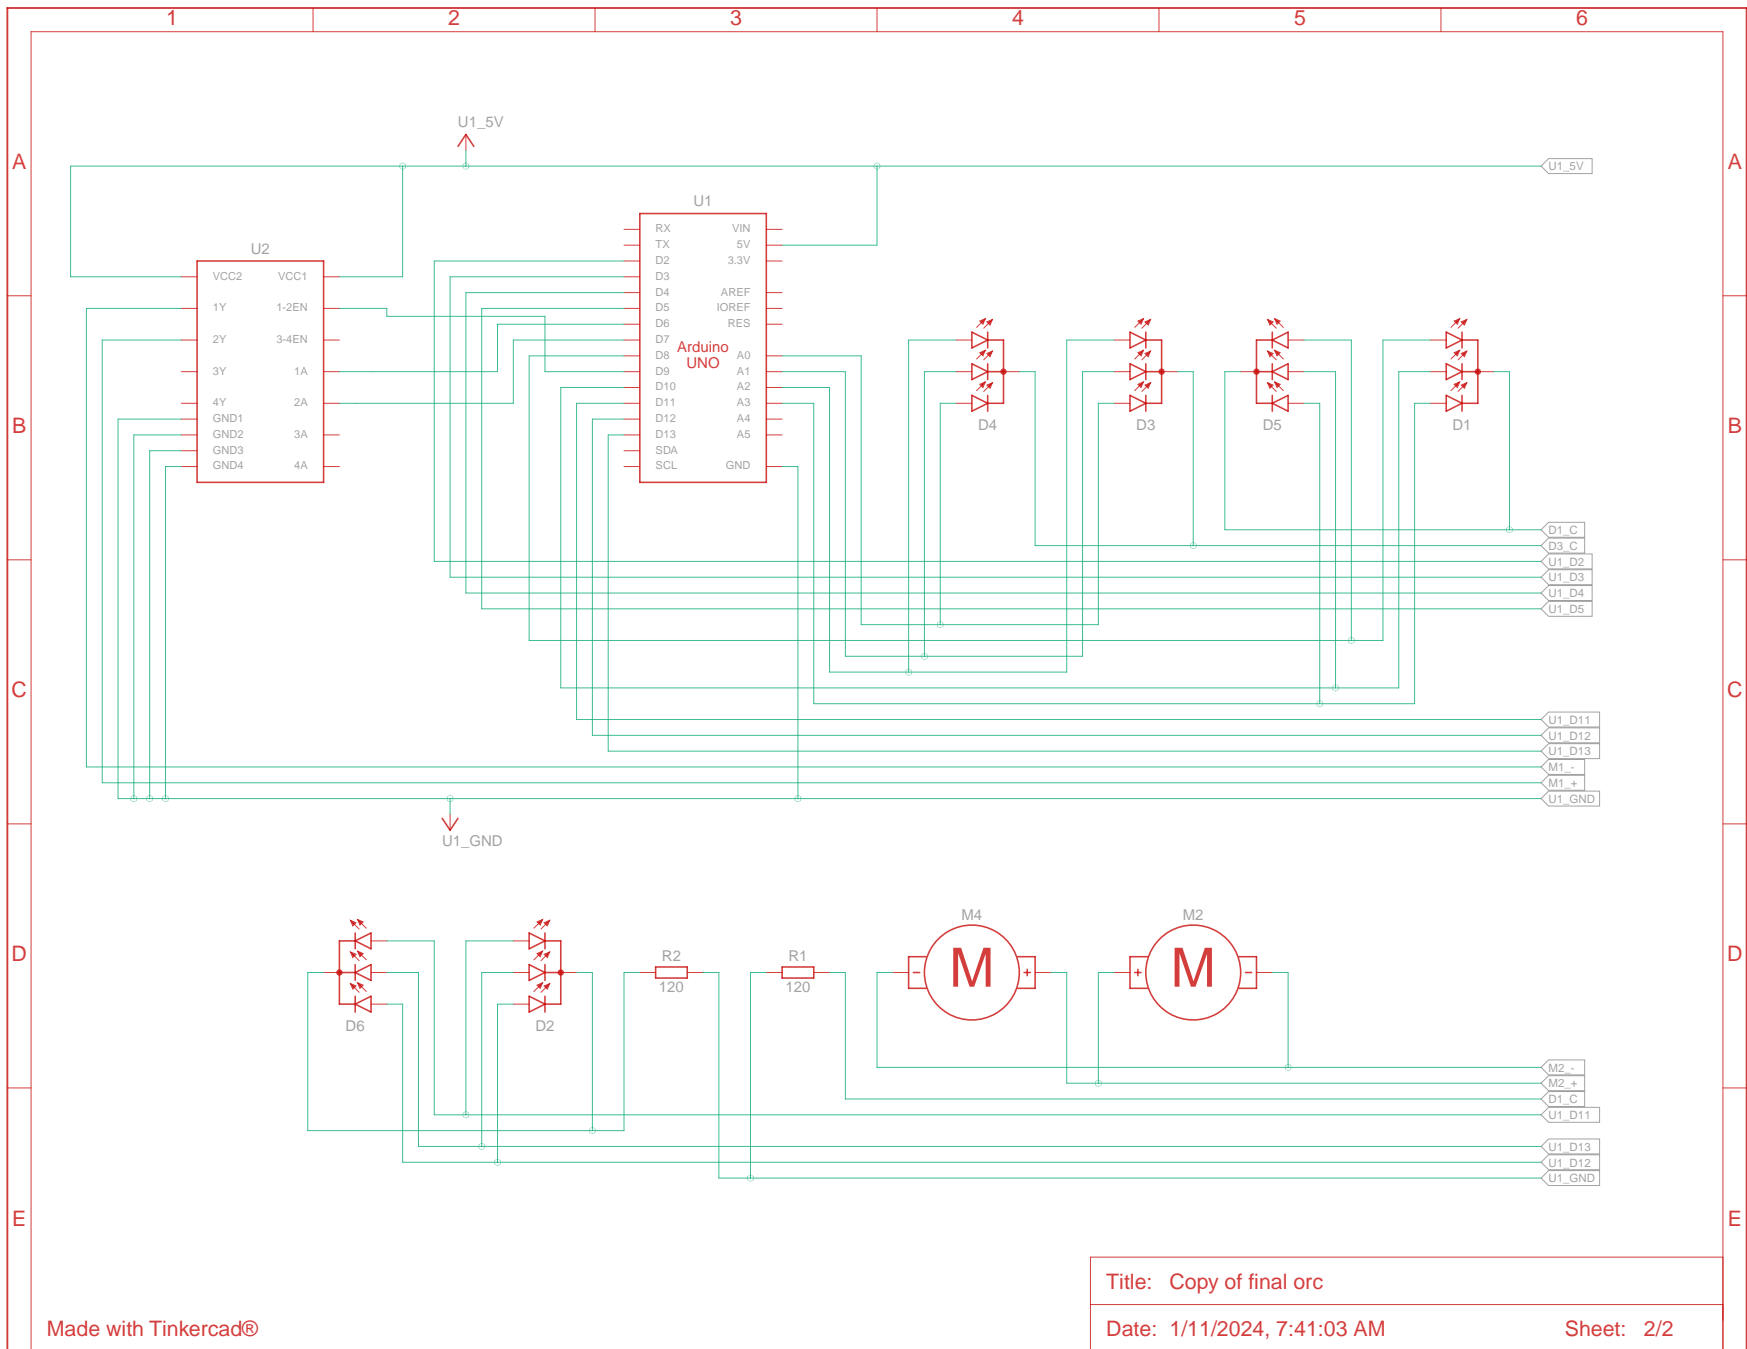 1 2 3 4 5 6
U1_5V
A A
U1_5V
U1
U2
RX VIN
TX 5V
D2 3.3V
VCC2 VCC1
D3
D4 AREF
1Y 1-2EN
D5 IOREF
D6 RES
2Y 3-4EN
D7
Arduino
UNO
D8 A0
3Y 1A
D9 A1
D10 A2
4Y 2A
D11 A3
GND1
D12 A4
B B
D4 D3 D5 D1
GND2 3A
D13 A5
GND3
SDA
GND4 4A
SCL GND
D1_C
D3_C
U1_D2
U1_D3
U1_D4
U1_D5
C C
U1_D11
U1_D12
U1_D13
M1_-
M1_+
U1_GND
U1_GND
M4 M2
D D
R2 R1
- M + + M -
120 120
D6 D2
M2_-
M2_+
D1_C
U1_D11
U1_D13
U1_D12
U1_GND
E E
Title: Copy of final orc
Made with Tinkercad®
Date: 1/11/2024, 7:41:03 AM Sheet: 2/2